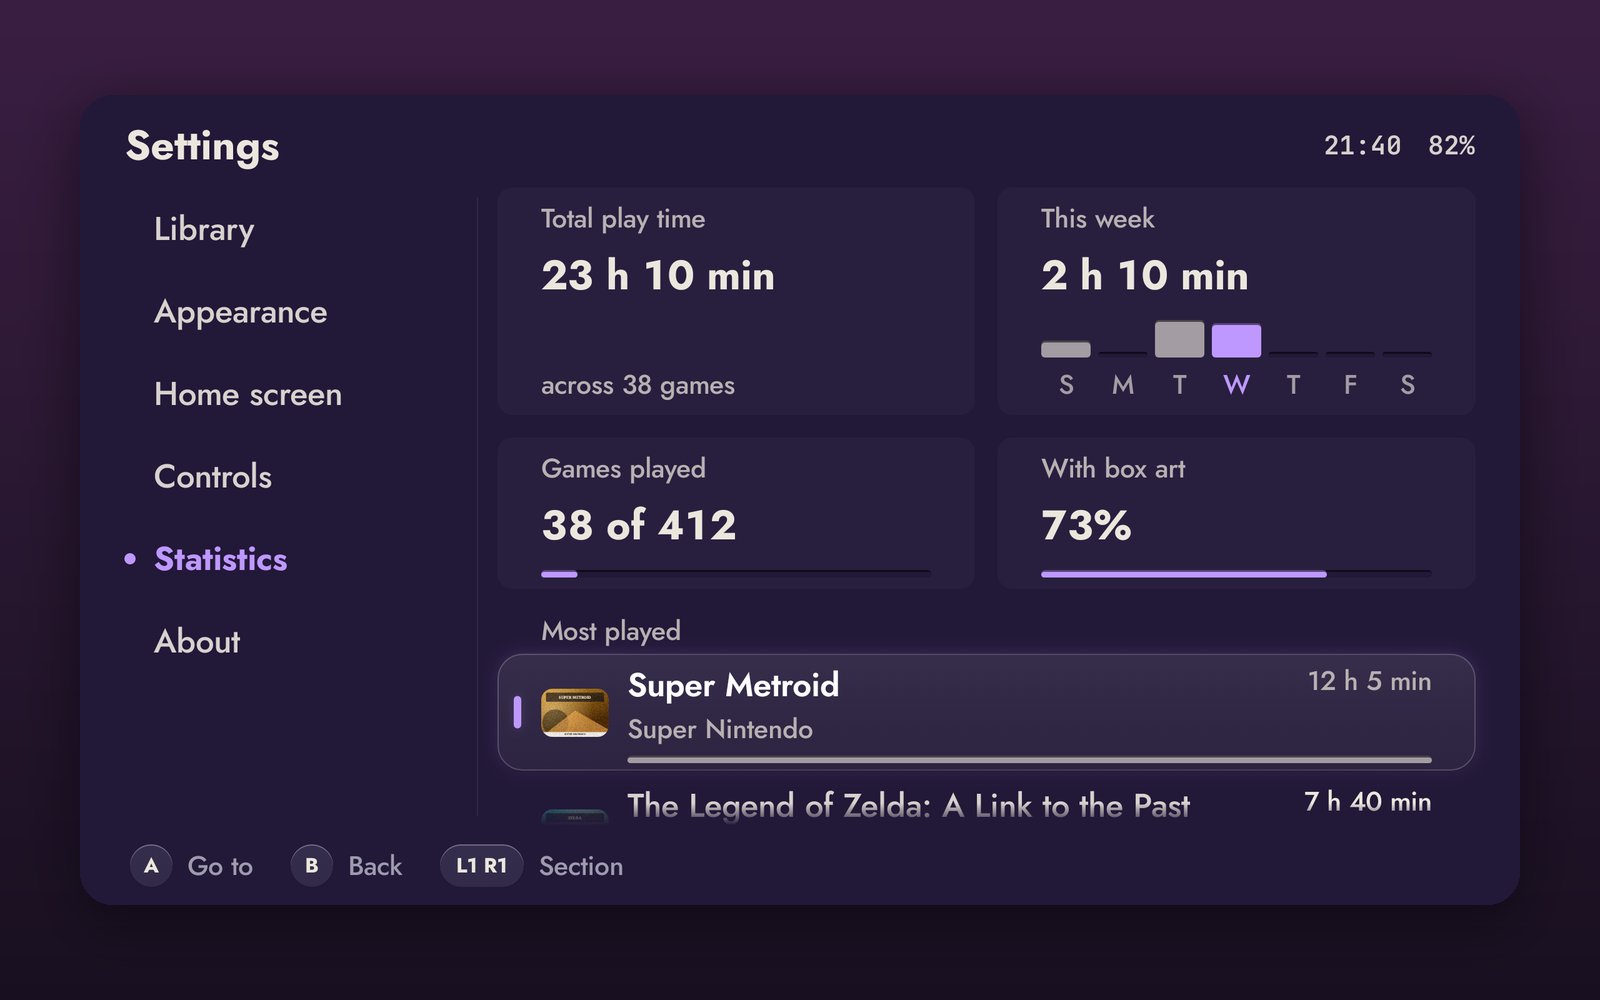 Settings
21:40 82%
Library
Appearance
Home screen
Controls
Statistics
About
Total play time
23 h 10 min
across 38 games
This week
2 h 10 min
S M T W T F S
Games played
38 of 412
With box art
73%
Most played
SUPER METROID
Super Metroid
12 h 5 min
Super Nintendo
ZELDA
The Legend of Zelda: A Link to the Past
7 h 40 min
A Go to
B Back
L1 R1 Section